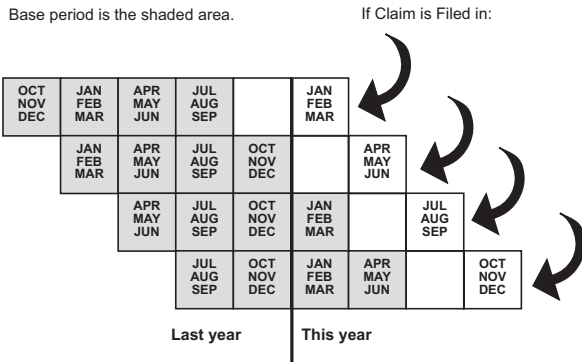 Base period is the shaded area.
If Claim is Filed in:
OCT JAN APR JUL JAN
NOV FEB MAY AUG FEB
DEC MAR JUN SEP MAR
JAN APR JUL OCT APR
FEB MAY AUG NOV MAY
MAR JUN SEP DEC JUN
APR JUL OCT JAN JUL
MAY AUG NOV FEB AUG
JUN SEP DEC MAR SEP
JUL OCT JAN APR OCT
AUG NOV FEB MAY NOV
SEP DEC MAR JUN DEC
Last year This year